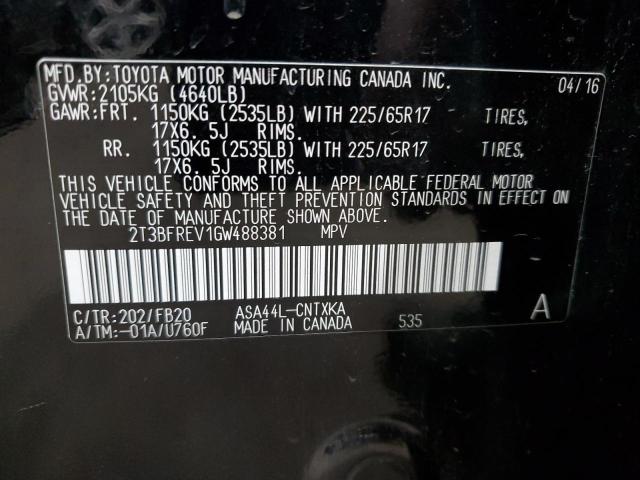 MFD.BY:TOYOTA MOTOR MANUFACTURING CANADA INC. 04/16
GVWR:2105KG (4640LB)
GAWR:FRT. 1150KG (2535LB) WITH 225/65R17 TIRES,
17X6. 5J RIMS.
RR. 1150KG (2535LB) WITH 225/65R17 TIRES,
17X6. 5J RIMS.
THIS VEHICLE CONFORMS TO ALL APPLICABLE FEDERAL MOTOR
VEHICLE SAFETY AND THEFT PREVENTION STANDARDS IN EFFECT ON
THE DATE OF MANUFACTURE SHOWN ABOVE.
2T3BFREV1GW488381 MPV
C/TR:202/FB20 ASA44L-CNTXKA A
A/TM:-01A/U760F MADE IN CANADA 535